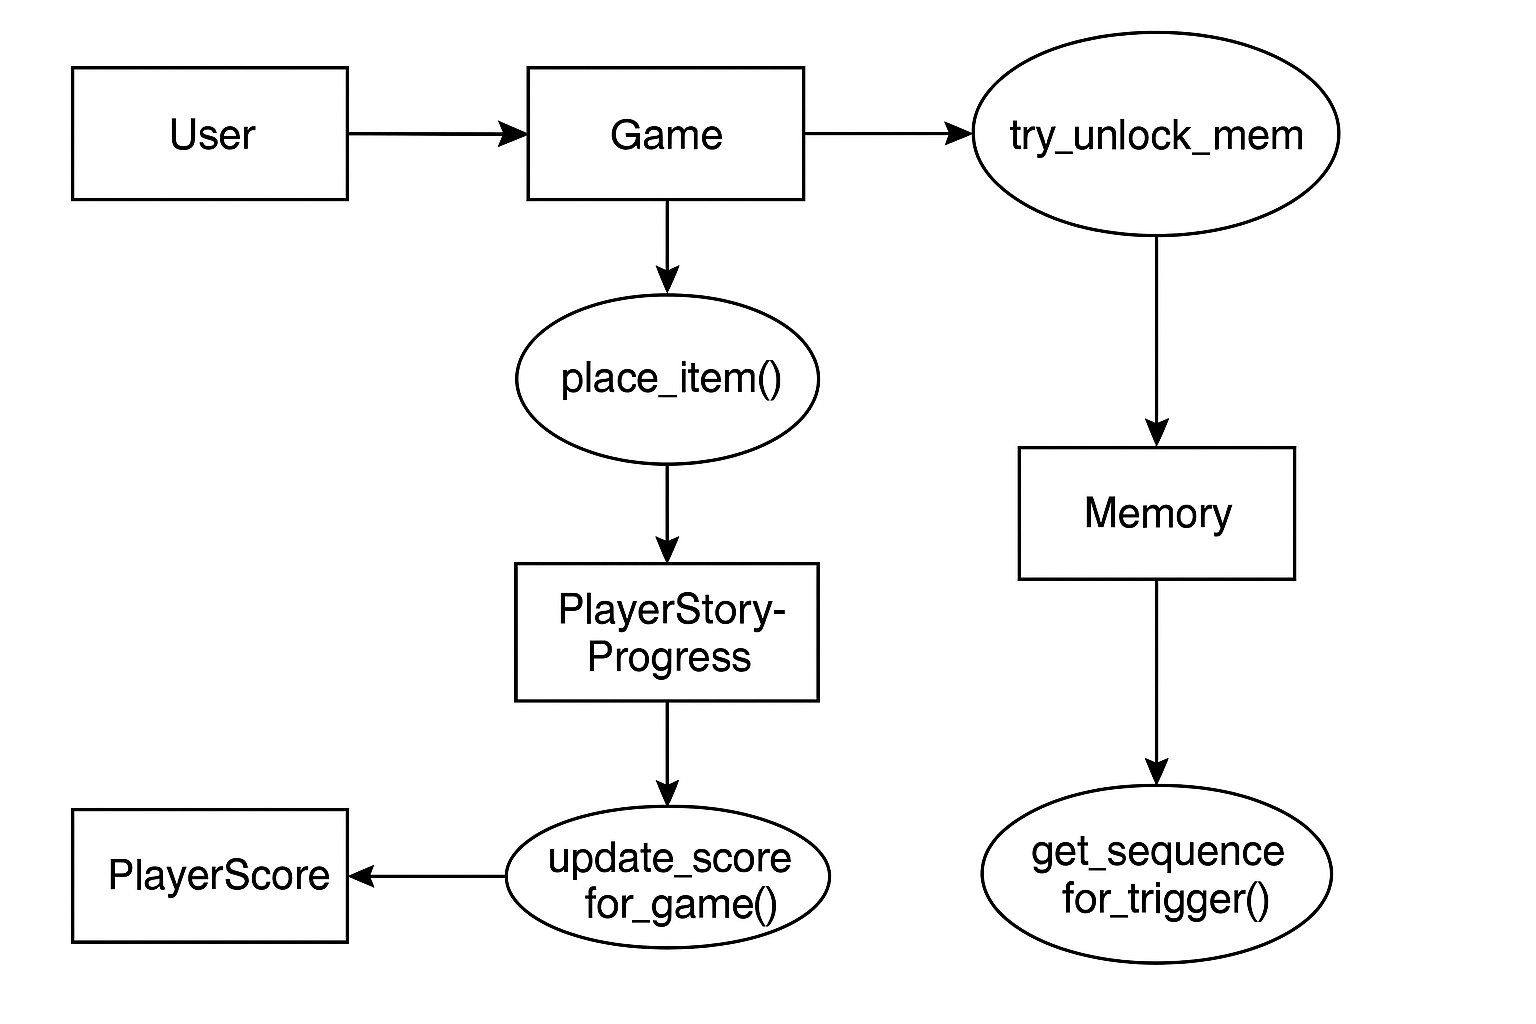 User
Game
try_unlock_mem
place_item()
Memory
PlayerStory-
Progress
PlayerScore
update_score
for_game()
get_sequence
for_trigger()